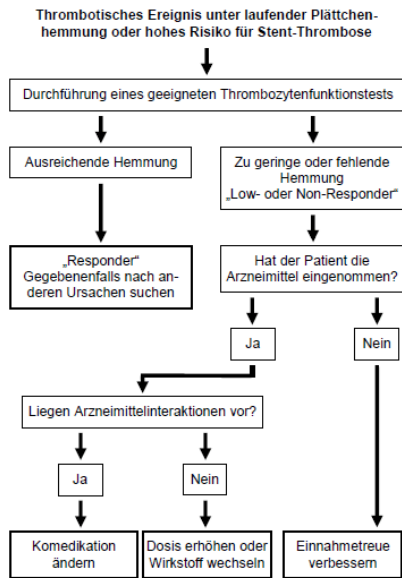 Thrombotisches Ereignis unter laufender Plättchen-
hemmung oder hohes Risiko für Stent-Thrombose
Durchführung eines geeigneten Thrombozytenfunktionstests
Ausreichende Hemmung
Zu geringe oder fehlende
Hemmung
„Low- oder Non-Responder“
„Responder“
Gegebenenfalls nach an-
deren Ursachen suchen
Hat der Patient die
Arzneimittel eingenommen?
Ja
Nein
Liegen Arzneimittelinteraktionen vor?
Ja
Nein
Komedikation
ändern
Dosis erhöhen oder
Wirkstoff wechseln
Einnahmetreue
verbessern